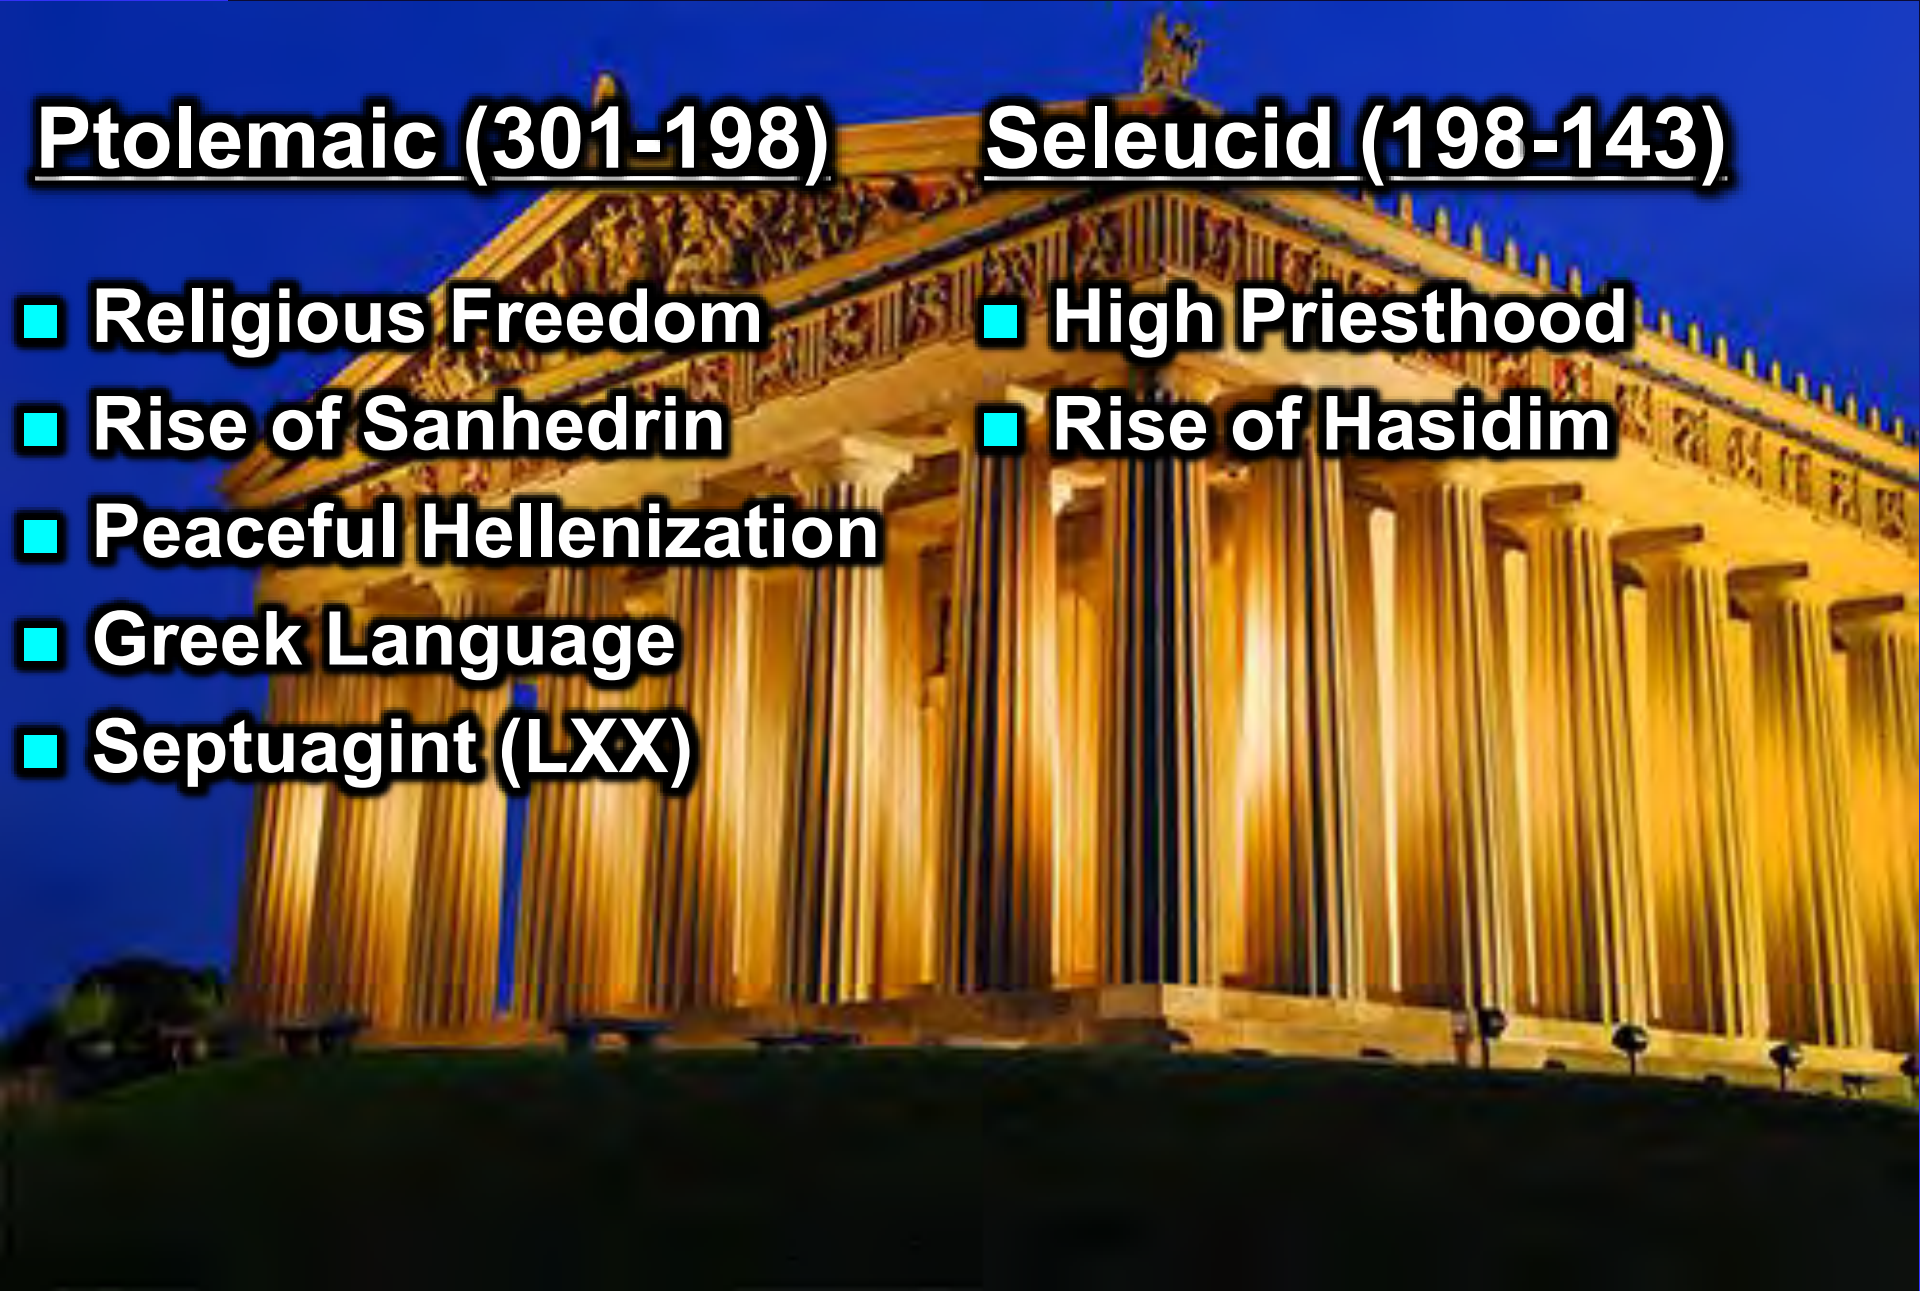 Ptolemaic (301-198)
Religious Freedom
Rise of Sanhedrin
Peaceful Hellenization
Greek Language
Septuagint (LXX)
Seleucid (198-143)
High Priesthood
Rise of Hasidim